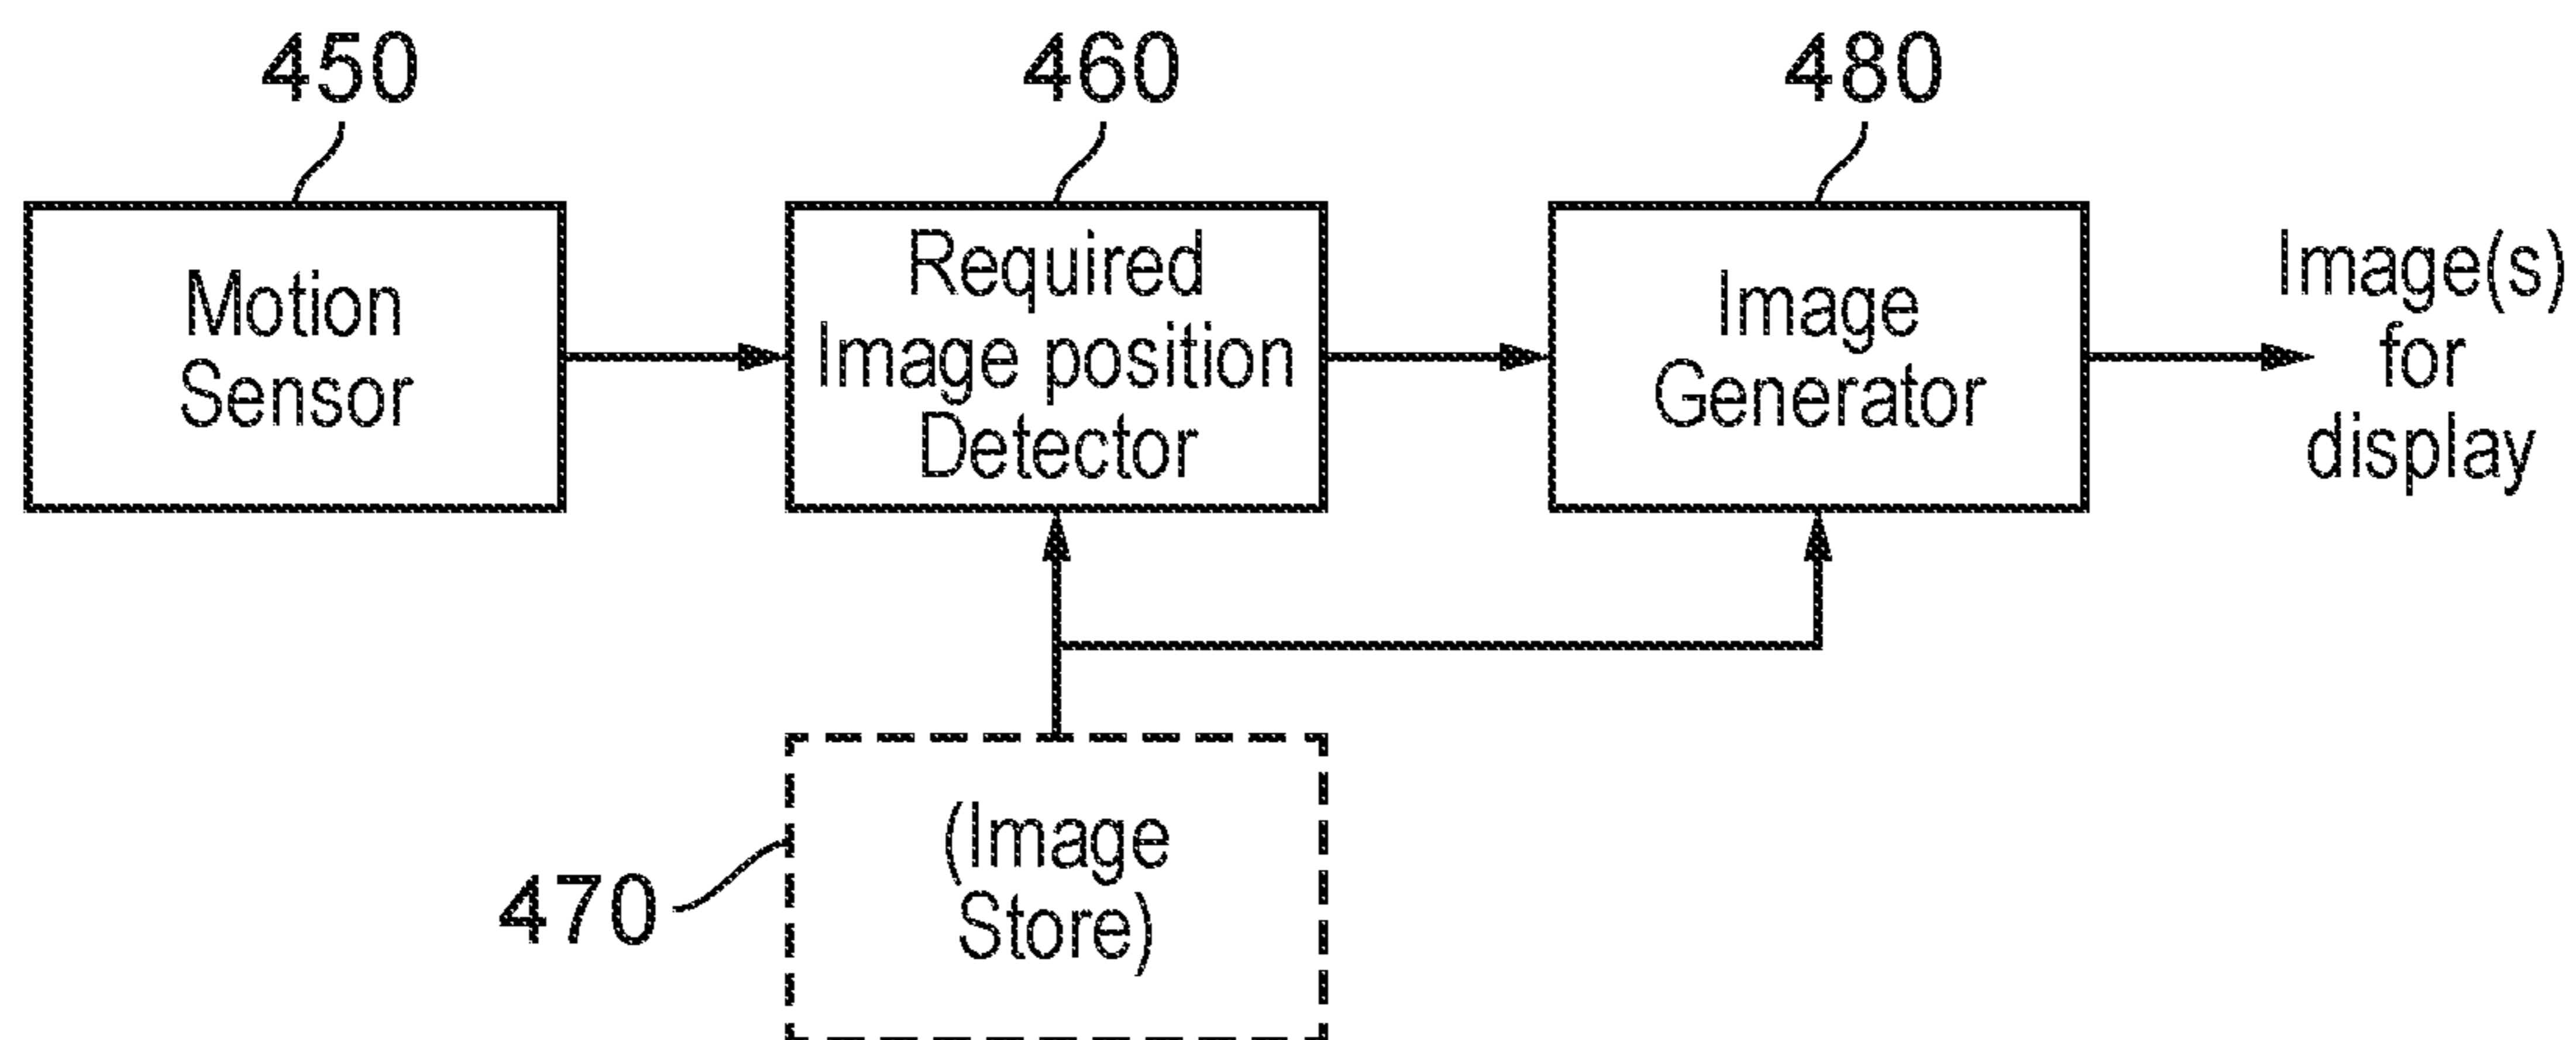 450
460
480
Motion
Sensor
Required
Image position
Detector
Image
Generator
Image(s)
for
display
470
(Image
Store)